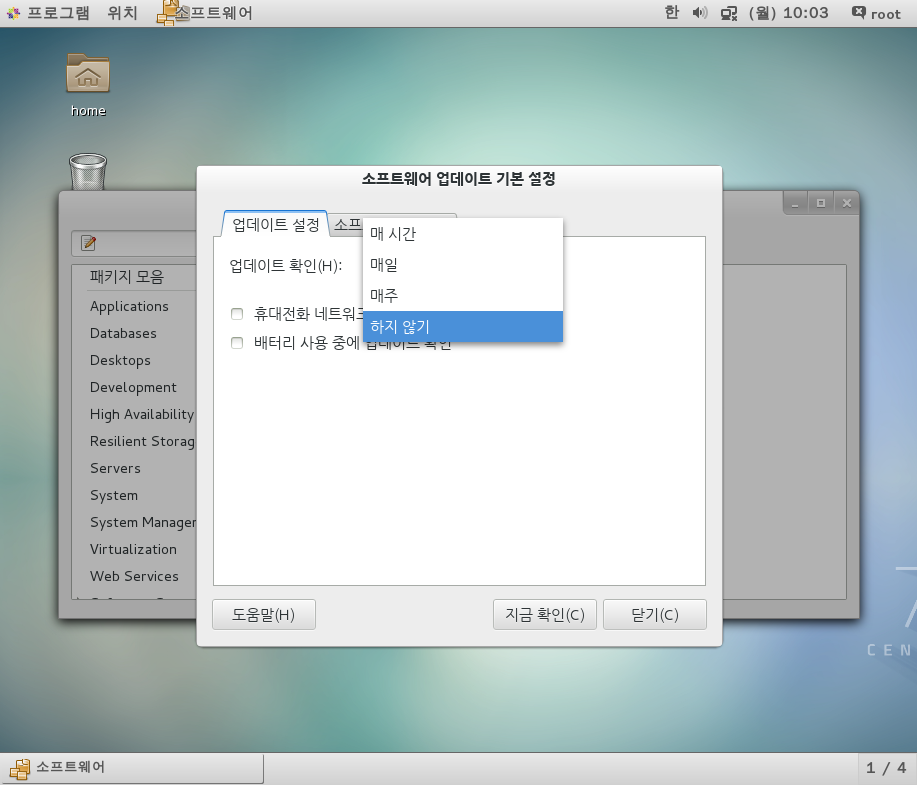 프로그램 위치 소프트웨어 한 (월) 10:03 root
home
소프트웨어 업데이트 기본 설정
업데이트 설정 소프
매 시간
업데이트 확인(H): 매일
매주
휴대전화 네트워크 하지 않기
배터리 사용 중에 업데이트 확인
도움말(H) 지금 확인(C) 닫기(C)
패키지 모음
Applications
Databases
Desktops
Development
High Availability
Resilient Storag
Servers
System
System Manager
Virtualization
Web Services
7
CEN
소프트웨어 1 / 4